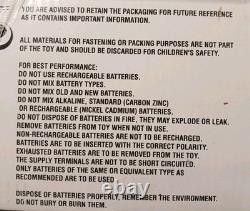 YOU ARE ADVISED TO RETAIN THE PACKAGING FOR FUTURE REFERENCE
AS IT CONTAINS IMPORTANT INFORMATION.
ALL MATERIALS FOR FASTENING OR PACKING PURPOSES ARE NOT PART
OF THE TOY AND SHOULD BE DISCARDED FOR CHILDREN'S SAFETY.
FOR BEST PERFORMANCE:
DO NOT USE RECHARGEABLE BATTERIES.
DO NOT MIX BATTERY TYPES.
DO NOT MIX OLD AND NEW BATTERIES.
DO NOT MIX ALKALINE, STANDARD (CARBON ZINC)
OR RECHARGEABLE (NICKEL CADMIUM) BATTERIES.
DO NOT DISPOSE OF BATTERIES IN FIRE, THEY MAY EXPLODE OR LEAK.
REMOVE BATTERIES FROM TOY WHEN NOT IN USE.
NON-RECHARGEABLE BATTERIES ARE NOT TO BE RECHARGED.
BATTERIES ARE TO BE INSERTED WITH THE CORRECT POLARITY.
EXHAUSTED BATTERIES ARE TO BE REMOVED FROM THE TOY.
THE SUPPLY TERMINALS ARE NOT TO BE SHORT CIRCUITED.
ONLY BATTERIES OF THE SAME OR EQUIVALENT TYPE AS
RECOMMENDED ARE TO BE USED
DISPOSE OF BATTERIES PROPERLY. REMEMBER THE ENVIRONMENT.
DO NOT BURY OR BURN THEM.